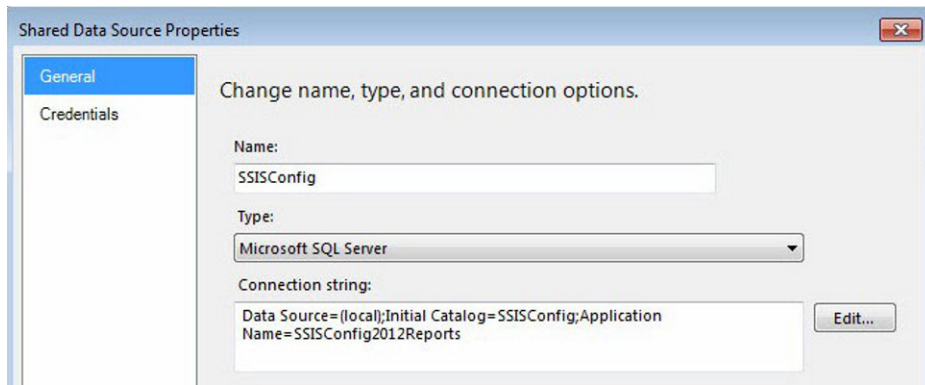 Shared Data Source Properties
General
Credentials
Change name, type, and connection options.
Name:
SSISConfig
Type:
Microsoft SQL Server
Connection string:
Data Source=(local);Initial Catalog=SSISConfig;Application
Name=SSISConfig2012Reports
Edit...